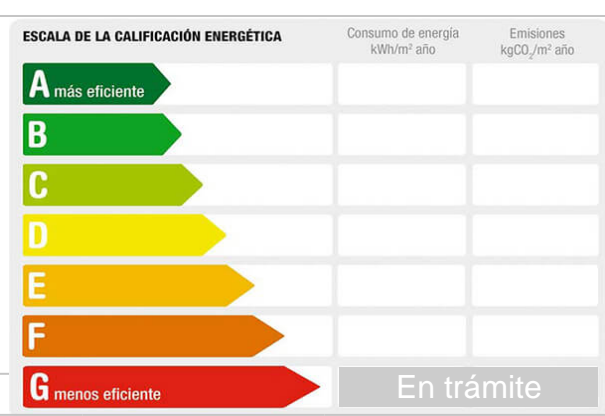 ESCALA DE LA CALIFICACIÓN ENERGÉTICA
Consumo de energía
kWh/m² año
Emisiones
kgCO₂/m² año
A más eficiente
B
C
D
E
F
G menos eficiente
En trámite